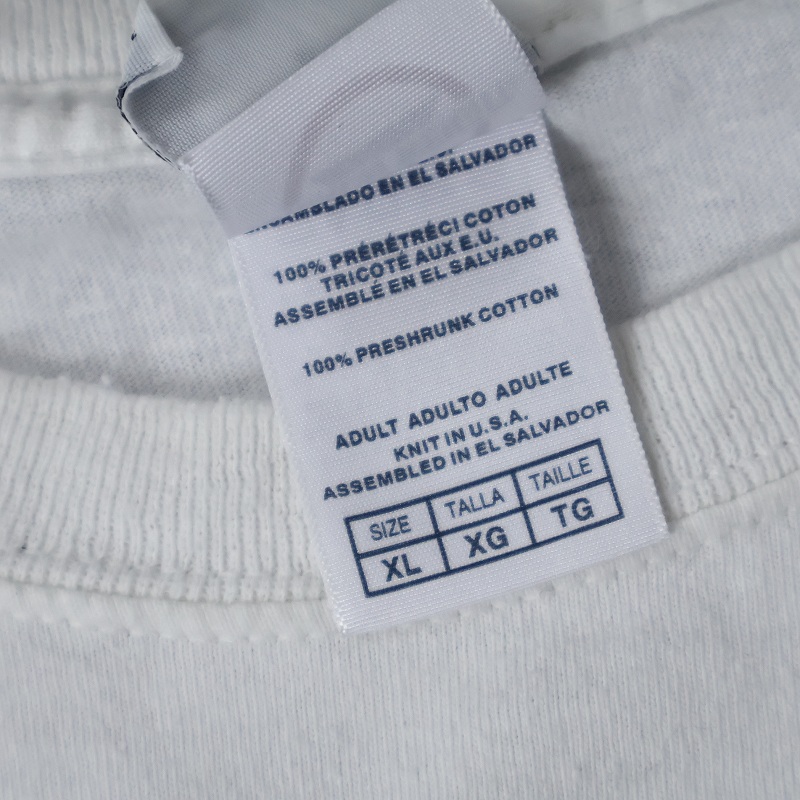 EN EL SALVADOR
100% PRÉRÉTRÉCI COTON
TRICOTÉ AUX E.U.
ASSEMBLÉ EN EL SALVADOR
100% PRESHRUNK COTTON
ADULT ADULTO ADULTE
KNIT IN U.S.A.
ASSEMBLED IN EL SALVADOR
SIZE TALLA TAILLE
XL XG TG